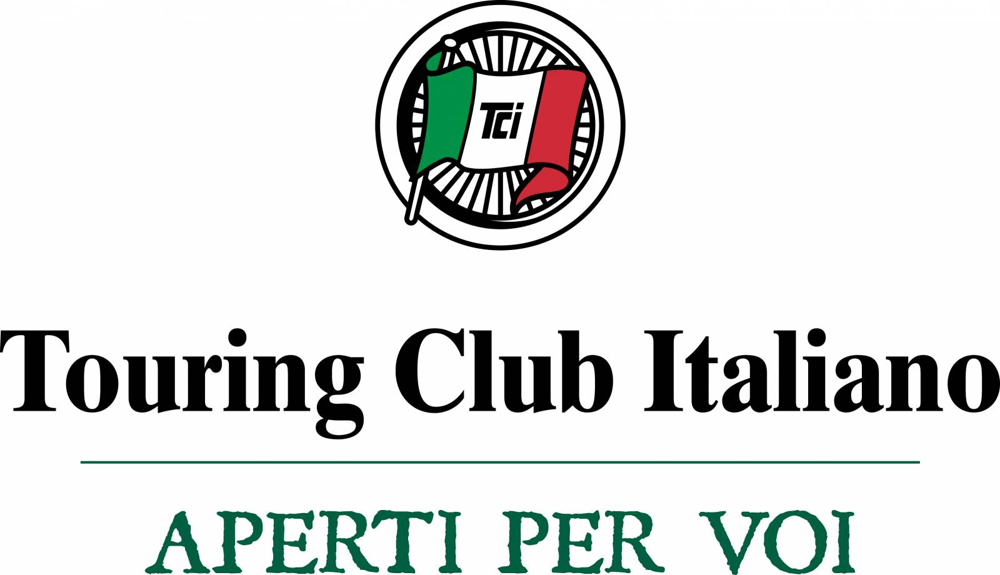 Tci
Touring Club Italiano
APERTI PER VOI